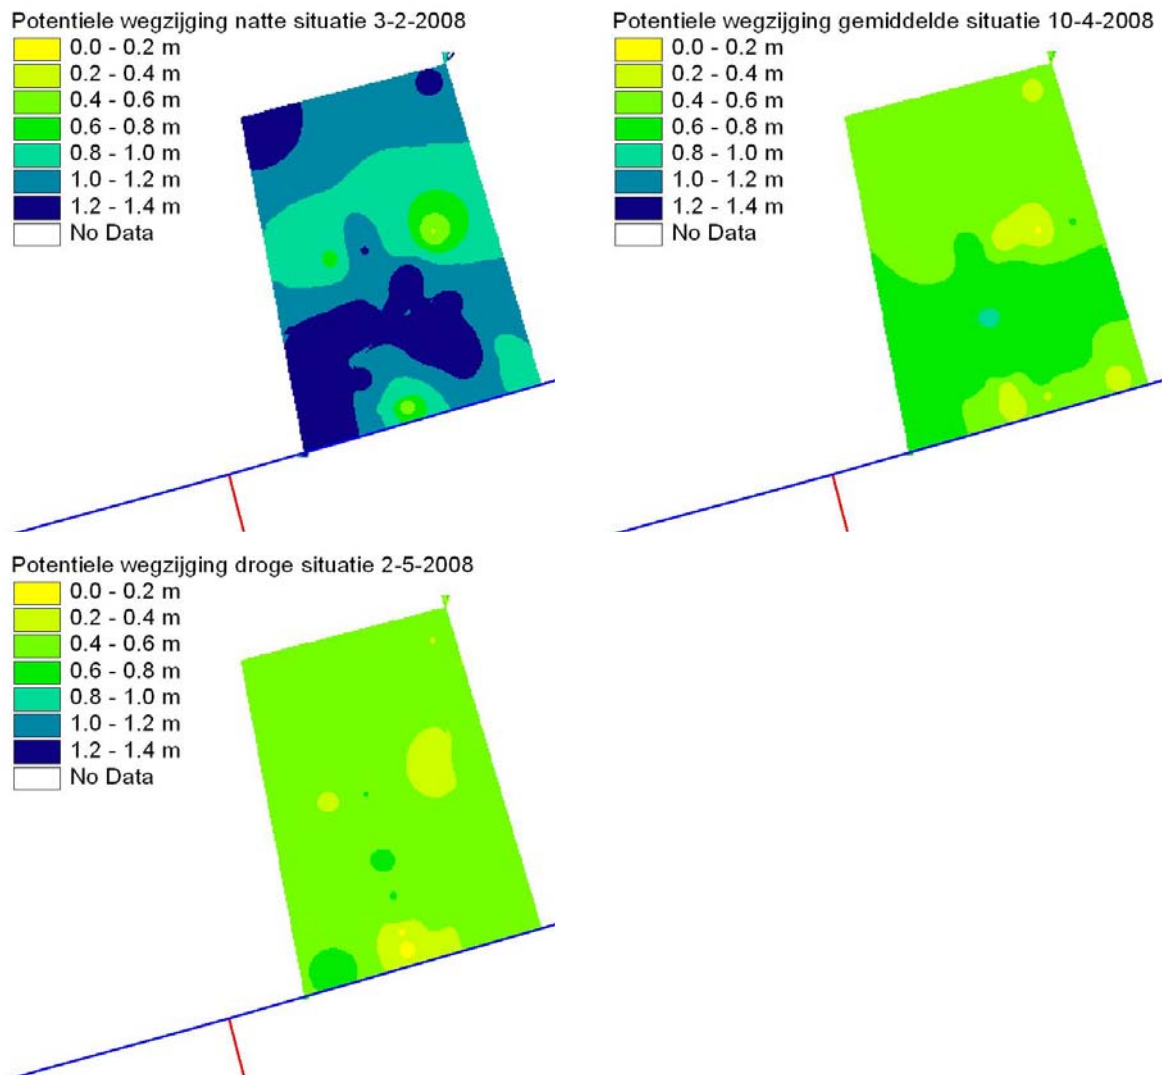 Potentiele wegzijging natte situatie 3-2-2008
0.0 - 0.2 m
0.2 - 0.4 m
0.4 - 0.6 m
0.6 - 0.8 m
0.8 - 1.0 m
1.0 - 1.2 m
1.2 - 1.4 m
No Data
Potentiele wegzijging gemiddelde situatie 10-4-2008
0.0 - 0.2 m
0.2 - 0.4 m
0.4 - 0.6 m
0.6 - 0.8 m
0.8 - 1.0 m
1.0 - 1.2 m
1.2 - 1.4 m
No Data
Potentiele wegzijging droge situatie 2-5-2008
0.0 - 0.2 m
0.2 - 0.4 m
0.4 - 0.6 m
0.6 - 0.8 m
0.8 - 1.0 m
1.0 - 1.2 m
1.2 - 1.4 m
No Data